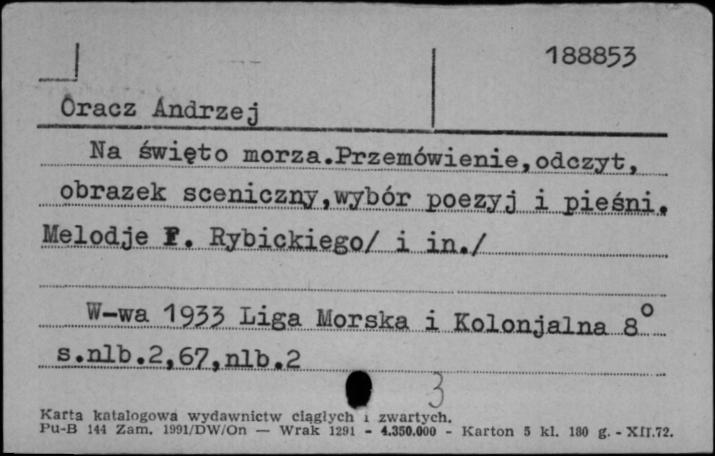 188853
Oracz Andrzej
Na święto morza.Przemówienie,odczyt,
obrazek sceniczny,wybór poezyj i pieśni.
Melodje F. Rybickiego/ i in./
W-wa 1933 Liga Morska i Kolonjalna 8°
s.nlb.2,67,nlb.2
3
Karta katalogowa wydawnictw ciągłych i zwartych.
Pu-B 144 Zam. 1991/DW/On — Wrak 1291 - 4.350.000 - Karton 5 kl. 180 g. - XII.72.